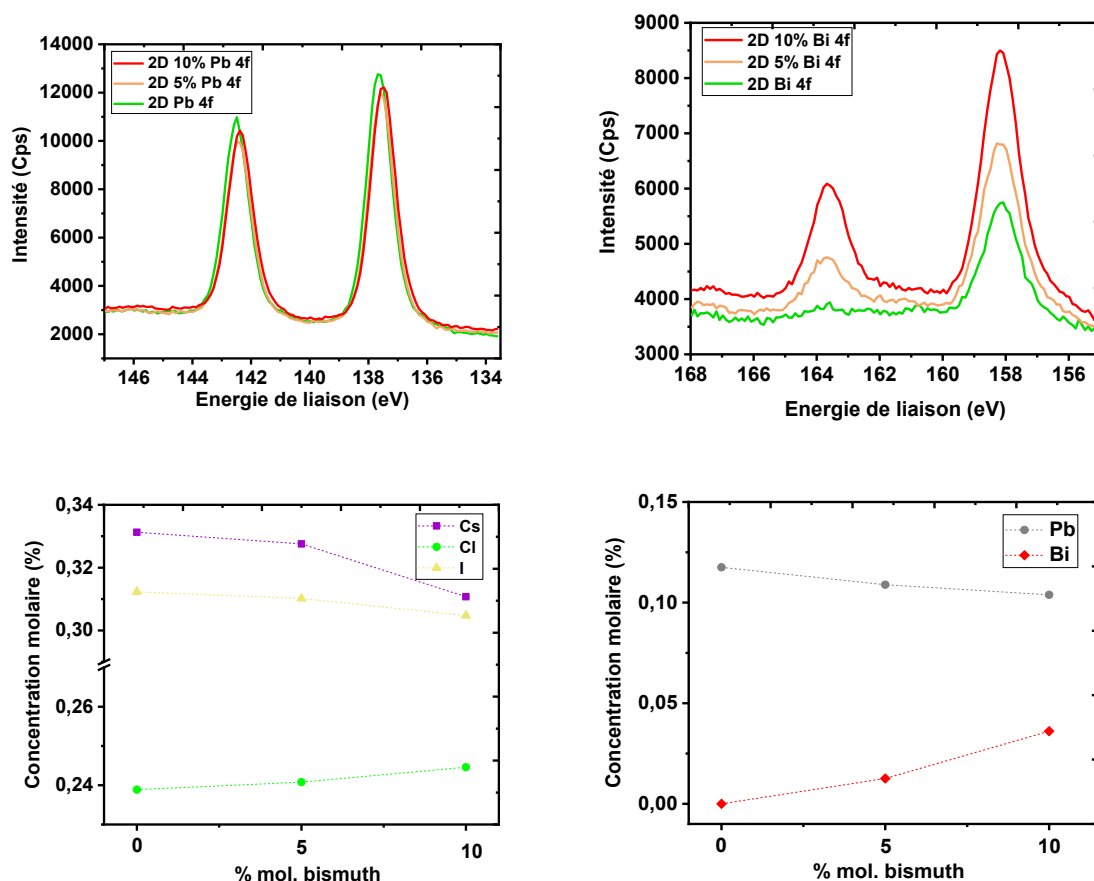 14000
12000
10000
8000
6000
4000
2000
Intensité (Cps)
2D 10% Pb 4f
2D 5% Pb 4f
2D Pb 4f
146 144 142 140 138 136 134
Energie de liaison (eV)
9000
8000
7000
6000
5000
4000
3000
Intensité (Cps)
2D 10% Bi 4f
2D 5% Bi 4f
2D Bi 4f
168 166 164 162 160 158 156
Energie de liaison (eV)
0,34
0,32
0,30
0,26
0,24
Concentration molaire (%)
Cs
Cl
I
0 5 10
% mol. bismuth
0,15
0,10
0,05
0,00
Concentration molaire (%)
Pb
Bi
0 5 10
% mol. bismuth